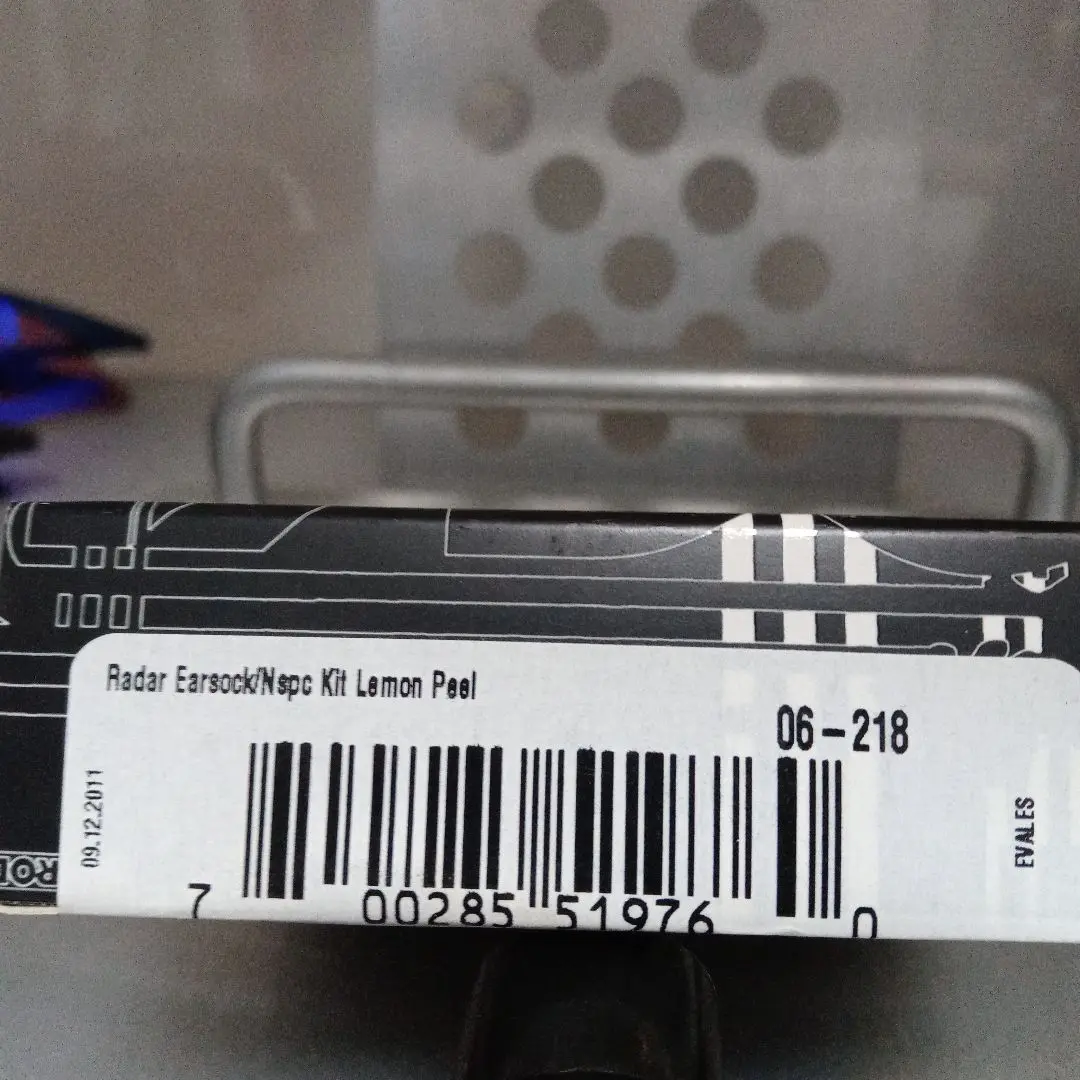 Radar Earsock/Nspc Kit Lemon Peel
06-218
09.12.2011
EVALES
7 00285 51976 0